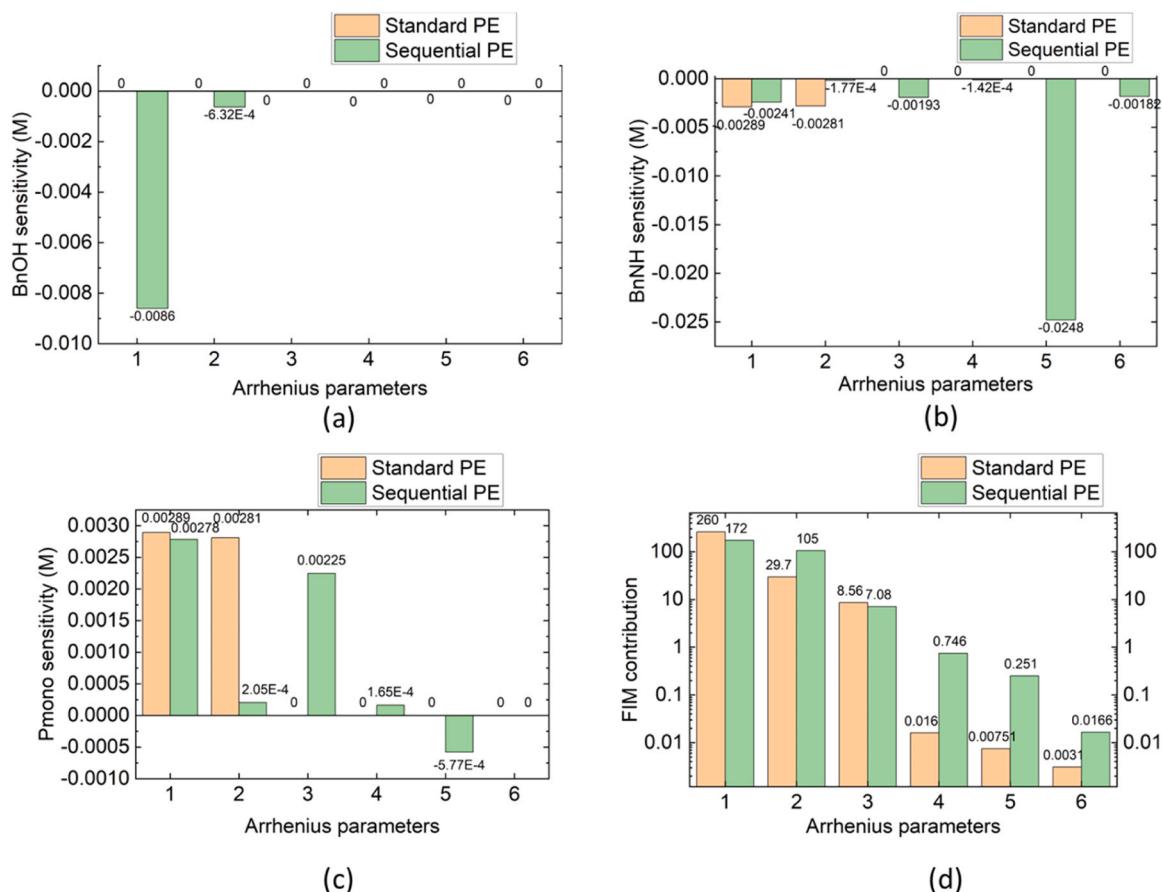 Standard PE
Sequential PE
0 0 0 0 0 0
0.000
0 0 0 0
-6.32E-4
-0.002
-0.004
-0.006
-0.008
-0.0086
-0.010
BnOH sensitivity (M)
1 2 3 4 5 6
Arrhenius parameters
(a)
Standard PE
Sequential PE
0 0 0 0
0.000
-1.77E-4 -1.42E-4
-0.00289 -0.00241 -0.00281 -0.00193 -0.00182
-0.005
-0.010
-0.015
-0.020
-0.0248
-0.025
BnNH sensitivity (M)
1 2 3 4 5 6
Arrhenius parameters
(b)
Standard PE
Sequential PE
0.00289 0.00281
0.0030
0.00278
0.0025
0.00225
0.0020
0.0015
0.0010
0.0005
2.05E-4 0 0 1.65E-4 0 0 0
0.0000
-0.0005
-5.77E-4
-0.0010
Pmono sensitivity (M)
1 2 3 4 5 6
Arrhenius parameters
(c)
Standard PE
Sequential PE
260 172
105
100 100
29.7
10 10
8.56 7.08
1 1
0.746
0.251
0.1 0.1
0.016 0.00751 0.0031 0.0166
0.01 0.01
FIM contribution
1 2 3 4 5 6
Arrhenius parameters
(d)